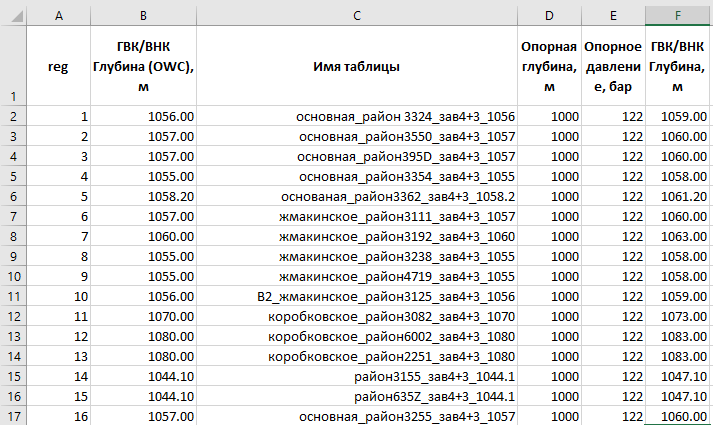 A B C D E F
1 reg ГВК/ВНК Глубина (OWC), м Имя таблицы Опорная глубина, м Опорное давление, бар ГВК/ВНК Глубина, м
2 1 1056.00 основная_район 3324_зав4+3_1056 1000 122 1059.00
3 2 1057.00 основная_район3550_зав4+3_1057 1000 122 1060.00
4 3 1057.00 основная_район395D_зав4+3_1057 1000 122 1060.00
5 4 1055.00 основная_район3354_зав4+3_1055 1000 122 1058.00
6 5 1058.20 основаная_район3362_зав4+3_1058.2 1000 122 1061.20
7 6 1057.00 жмакинское_район3111_зав4+3_1057 1000 122 1060.00
8 7 1060.00 жмакинское_район3192_зав4+3_1060 1000 122 1063.00
9 8 1055.00 жмакинское_район3238_зав4+3_1055 1000 122 1058.00
10 9 1055.00 жмакинское_район4719_зав4+3_1055 1000 122 1058.00
11 10 1056.00 B2_жмакинское_район3125_зав4+3_1056 1000 122 1059.00
12 11 1070.00 коробковское_район3082_зав4+3_1070 1000 122 1073.00
13 12 1080.00 коробковское_район6002_зав4+3_1080 1000 122 1083.00
14 13 1080.00 коробковское_район2251_зав4+3_1080 1000 122 1083.00
15 14 1044.10 район3155_зав4+3_1044.1 1000 122 1047.10
16 15 1044.10 район635Z_зав4+3_1044.1 1000 122 1047.10
17 16 1057.00 основная_район3255_зав4+3_1057 1000 122 1060.00